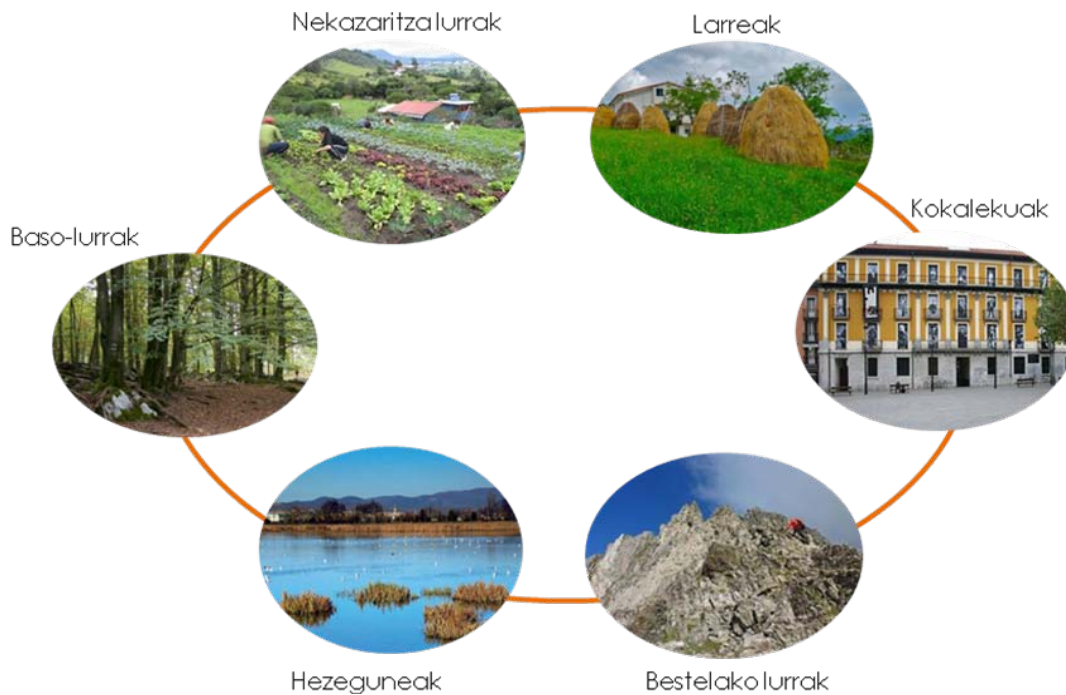 Nekazaritza lurrak
Larreak
Kokalekuak
Baso-lurrak
Hezeguneak
Bestelako lurrak